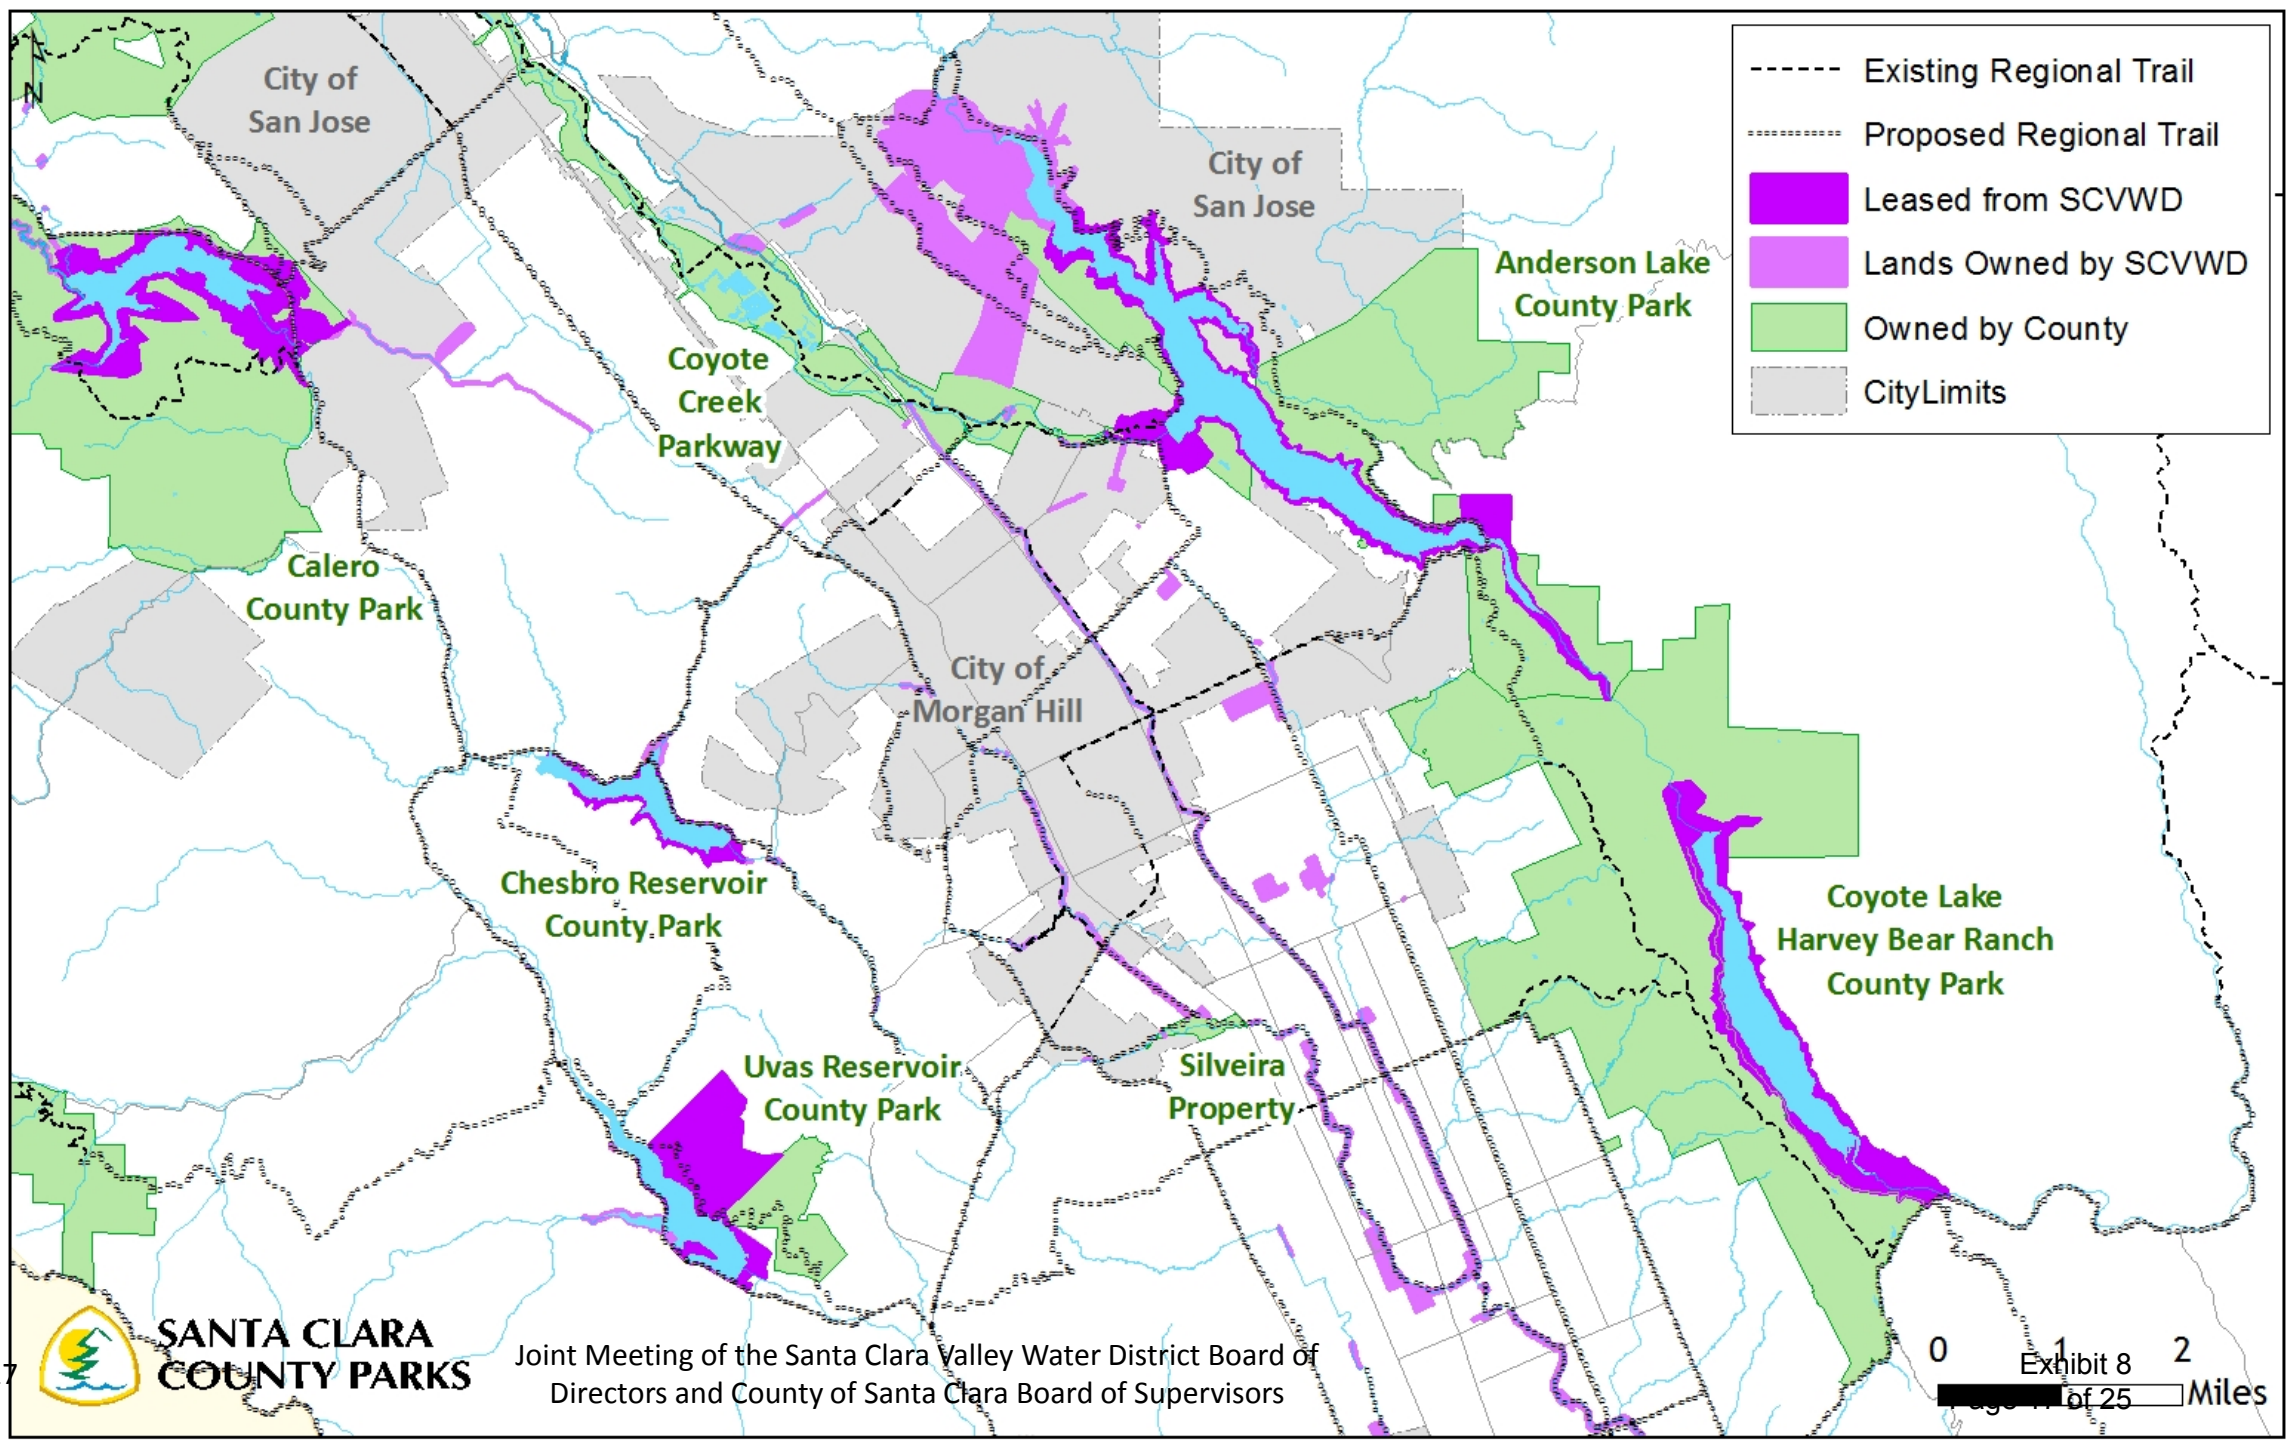 N
City of
San Jose
City of
San Jose
Existing Regional Trail
Proposed Regional Trail
Leased from SCVWD
Lands Owned by SCVWD
Owned by County
CityLimits
Anderson Lake
County Park
Coyote
Creek
Parkway
Calero
County Park
City of
Morgan Hill
Chesbro Reservoir
County Park
Coyote Lake
Harvey Bear Ranch
County Park
Uvas Reservoir
County Park
Silveira
Property
SANTA CLARA
COUNTY PARKS
7
Joint Meeting of the Santa Clara Valley Water District Board of
Directors and County of Santa Clara Board of Supervisors
0 1 2
Miles
Exhibit 8
Page of 25